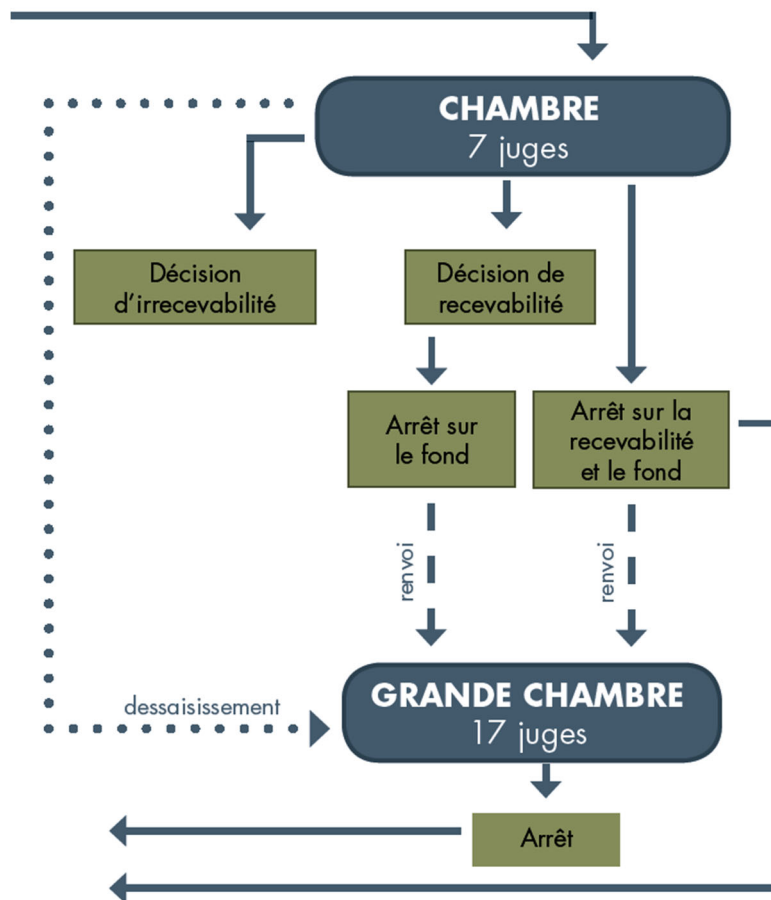 CHAMBRE
7 juges
Décision
d'irrecevabilité
Décision de
recevabilité
Arrêt sur
le fond
Arrêt sur la
recevabilité
et le fond
renvoi
renvoi
dessaisissement
GRANDE CHAMBRE
17 juges
Arrêt